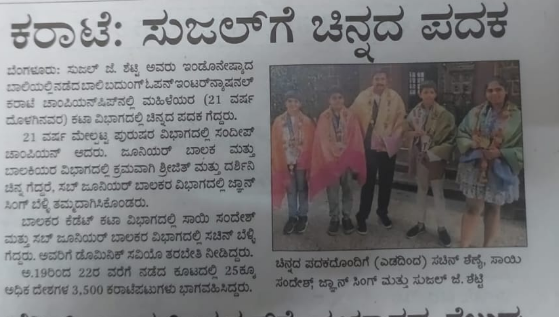 ಕರಾಟೆ: ಸುಜಲ್‌ಗೆ ಚಿನ್ನದ ಪದಕ
ಬೆಂಗಳೂರು: ಸುಜಲ್ ಜೆ. ಶೆಟ್ಟಿ ಅವರು ಇಂಡೊನೇಷ್ಯಾದ
ಬಾಲಿಯಲ್ಲಿ ನಡೆದ ಬಾಲಿ ಬದುಂಗ್ ಓಪನ್ ಇಂಟರ್‌ನ್ಯಾಷನಲ್
ಕರಾಟೆ ಚಾಂಪಿಯನ್‌ಷಿಪ್‌ನಲ್ಲಿ ಮಹಿಳೆಯರ (21 ವರ್ಷ
ದೊಳಗಿನವರ) ಕಟಾ ವಿಭಾಗದಲ್ಲಿ ಚಿನ್ನದ ಪದಕ ಗೆದ್ದರು.
21 ವರ್ಷ ಮೇಲ್ಪಟ್ಟ ಪುರುಷರ ವಿಭಾಗದಲ್ಲಿ ಸಂದೀಪ್
ಚಾಂಪಿಯನ್ ಆದರು. ಜೂನಿಯರ್ ಬಾಲಕ ಮತ್ತು
ಬಾಲಕಿಯರ ವಿಭಾಗದಲ್ಲಿ ಕ್ರಮವಾಗಿ ಶ್ರೀಜಿತ್ ಮತ್ತು ದರ್ಶಿನಿ
ಚಿನ್ನ ಗೆದ್ದರೆ, ಸಬ್ ಜೂನಿಯರ್ ಬಾಲಕರ ವಿಭಾಗದಲ್ಲಿ ಜ್ಞಾನ್
ಸಿಂಗ್ ಬೆಳ್ಳಿ ತಮ್ಮದಾಗಿಸಿಕೊಂಡರು.
ಬಾಲಕರ ಕೆಡೆಟ್ ಕಟಾ ವಿಭಾಗದಲ್ಲಿ ಸಾಯಿ ಸಂದೇಶ್
ಮತ್ತು ಸಬ್ ಜೂನಿಯರ್ ಬಾಲಕರ ವಿಭಾಗದಲ್ಲಿ ಸಚಿನ್ ಬೆಳ್ಳಿ
ಗೆದ್ದರು. ಅವರಿಗೆ ಡೊಮಿನಿಕ್ ಸವಿಯೊ ತರಬೇತಿ ನೀಡಿದ್ದರು.
ಆ.19ರಿಂದ 22ರ ವರೆಗೆ ನಡೆದ ಕೂಟದಲ್ಲಿ 25ಕ್ಕೂ
ಅಧಿಕ ದೇಶಗಳ 3,500 ಕರಾಟೆಪಟುಗಳು ಭಾಗವಹಿಸಿದ್ದರು.
ಚಿನ್ನದ ಪದಕದೊಂದಿಗೆ (ಎಡದಿಂದ) ಸಚಿನ್ ಶೆಣೈ, ಸಾಯಿ
ಸಂದೇಶ್, ಜ್ಞಾನ್ ಸಿಂಗ್ ಮತ್ತು ಸುಜಲ್ ಜೆ. ಶೆಟ್ಟಿ